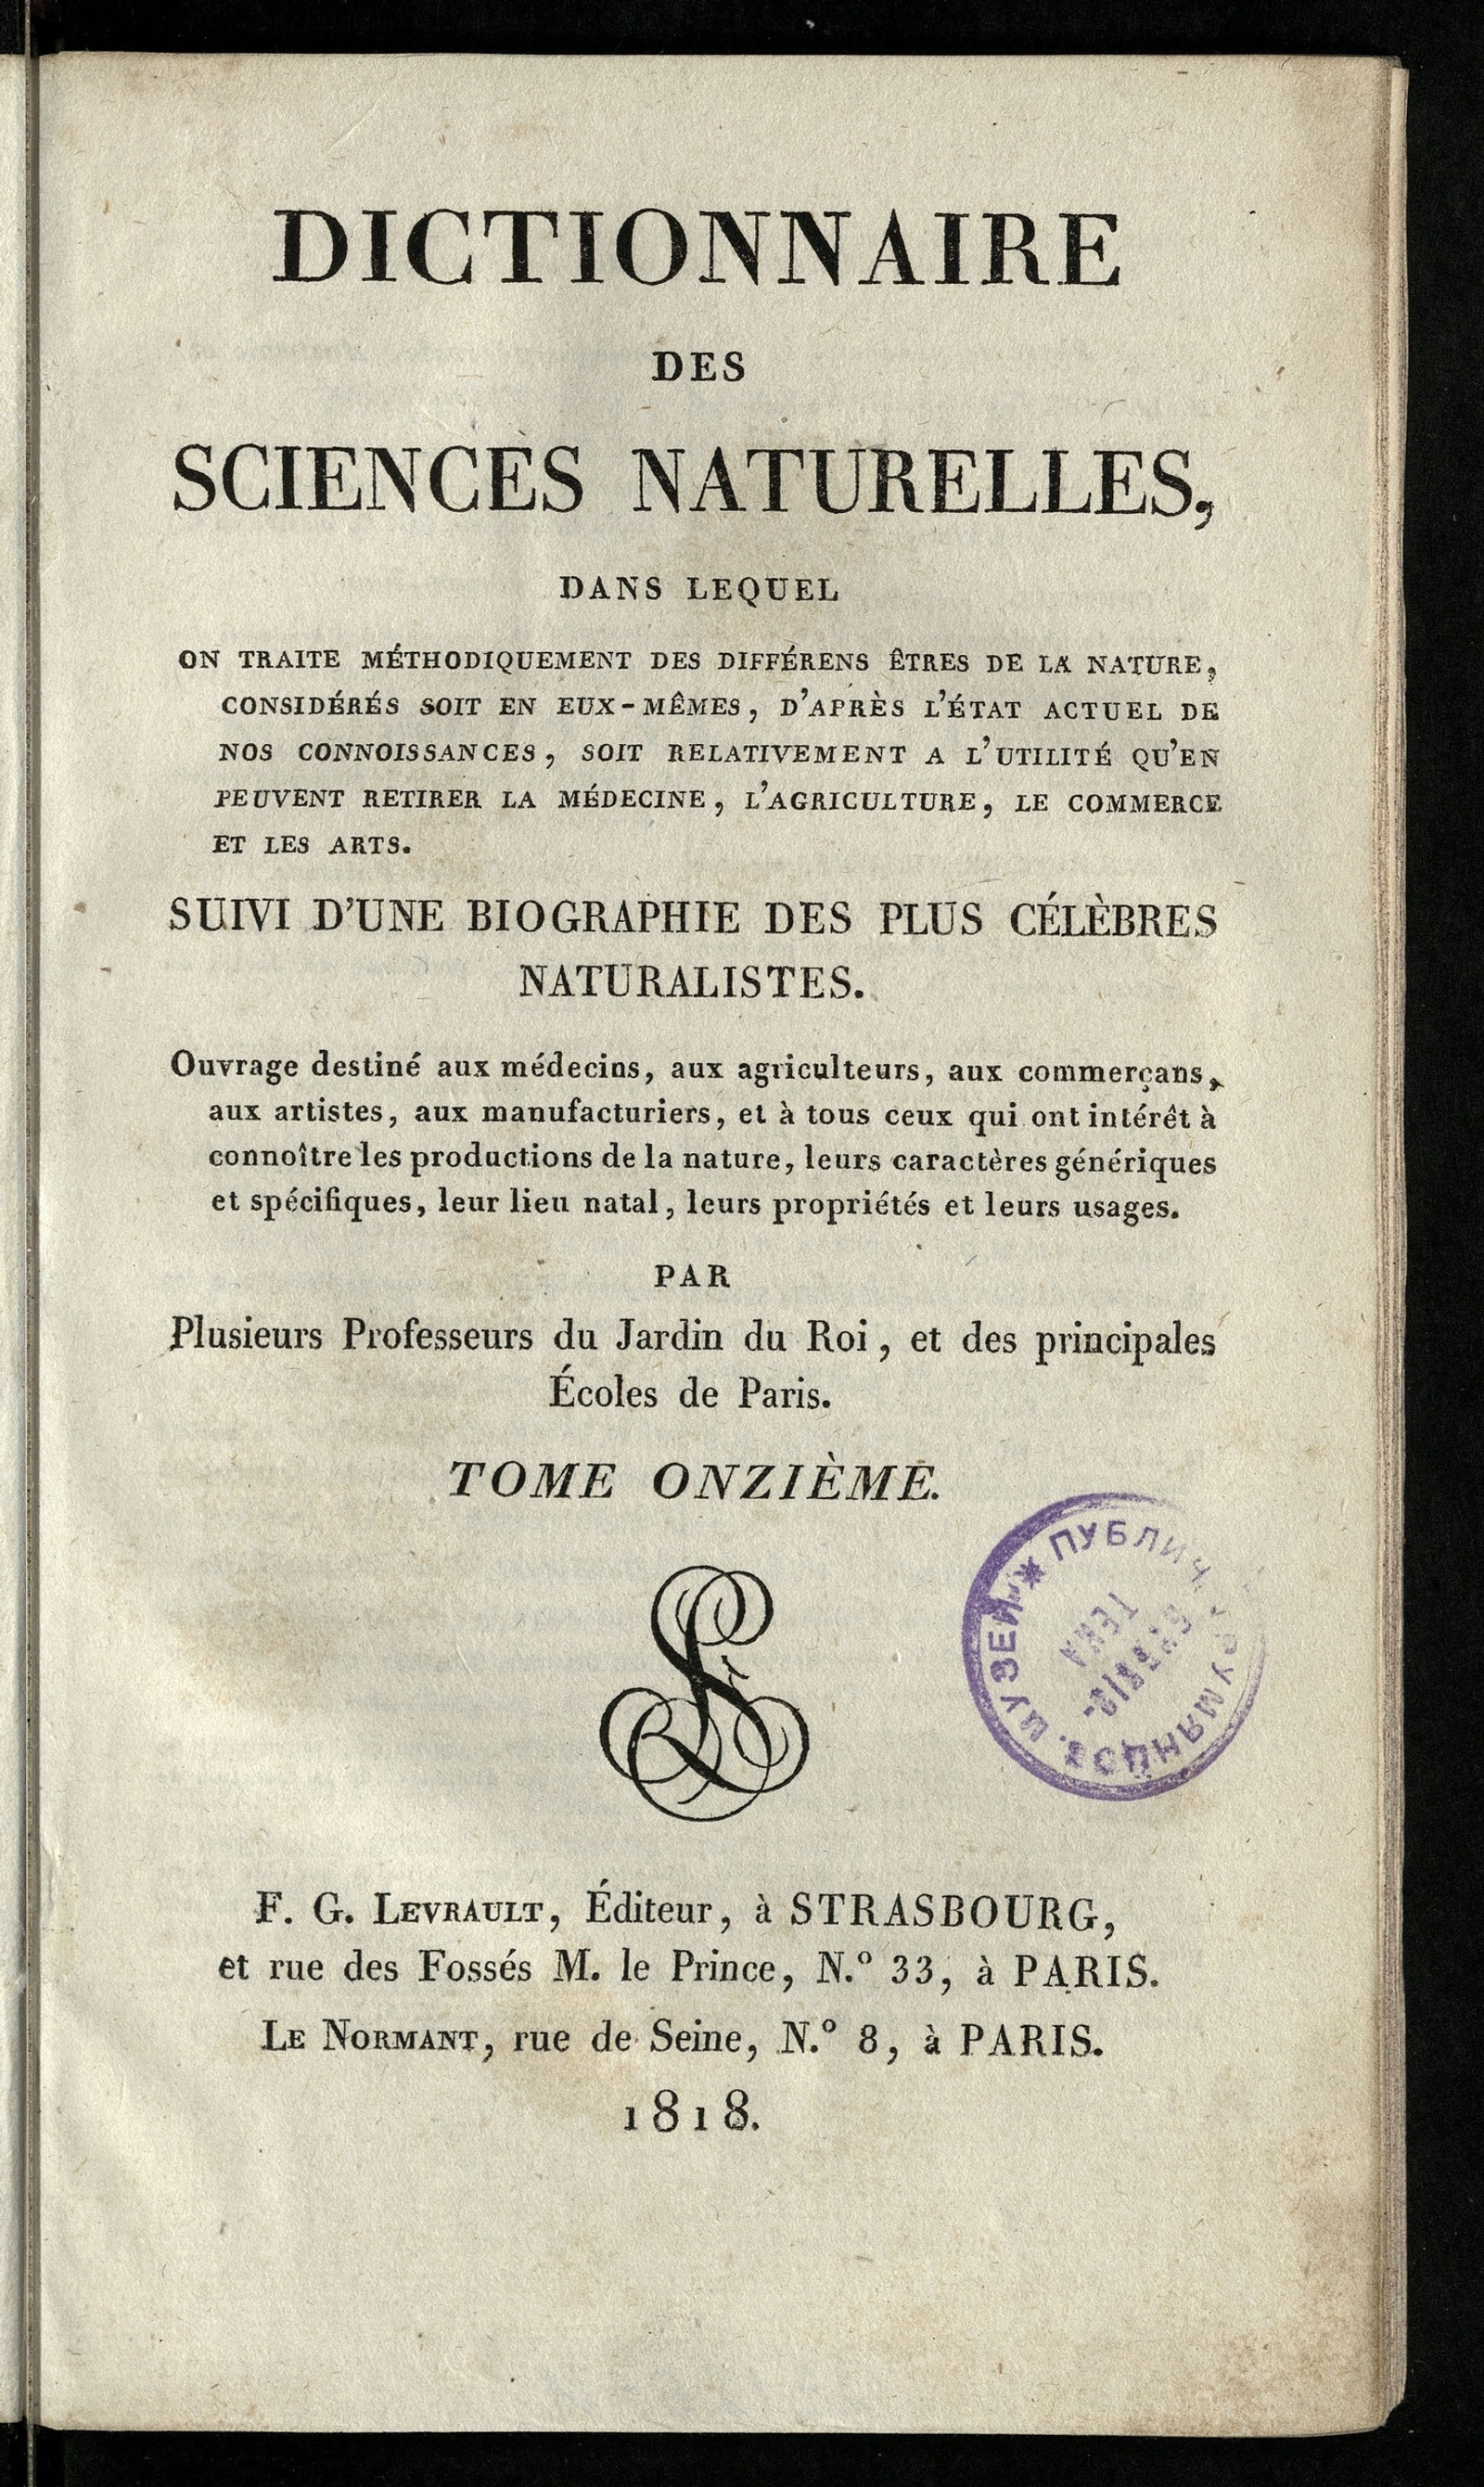 DICTIONNAIRE
DES
SCIENCES NATURELLES,
DANS LEQUEL
ON TRAITE MÉTHODIQUEMENT DES DIFFÉRENS ÊTRES DE LA NATURE,
CONSIDÉRÉS SOIT EN EUX-MÊMES, D'APRÈS L'ÉTAT ACTUEL DE
NOS CONNOISSANCES, SOIT RELATIVEMENT A L'UTILITÉ QU'EN
PEUVENT RETIRER LA MÉDECINE, L'AGRICULTURE, LE COMMERCE
ET LES ARTS.
SUIVI D'UNE BIOGRAPHIE DES PLUS CÉLÈBRES
NATURALISTES.
Ouvrage destiné aux médecins, aux agriculteurs, aux commerçans,
aux artistes, aux manufacturiers, et à tous ceux qui ont intérêt à
connoître les productions de la nature, leurs caractères génériques
et spécifiques, leur lieu natal, leurs propriétés et leurs usages.
PAR
Plusieurs Professeurs du Jardin du Roi, et des principales
Écoles de Paris.
TOME ONZIÈME.
ПУБЛИЧ.
МУЗЕЙ
F. G. LEVRAULT, Éditeur, à STRASBOURG,
et rue des Fossés M. le Prince, N.º 33, à PARIS.
LE NORMANT, rue de Seine, N.º 8, à PARIS.
1818.